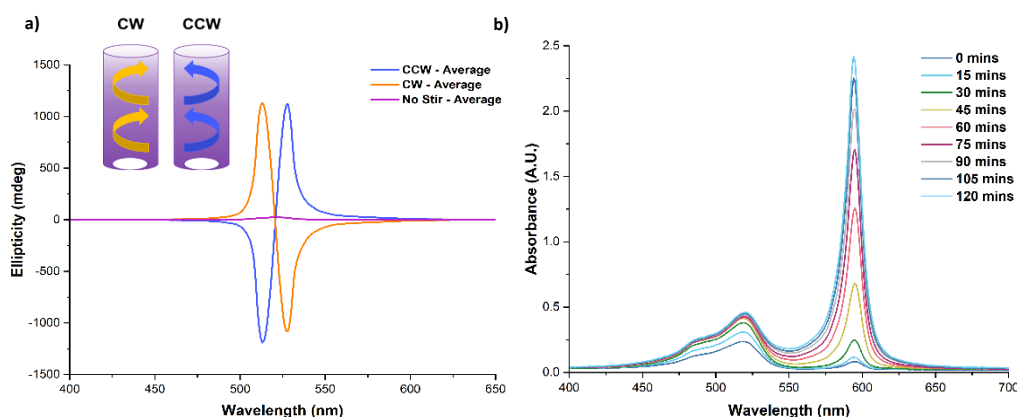 a)
CW
CCW
1500
1000
500
0
-500
-1000
-1500
Ellipticity (mdeg)
400
450
500
550
600
650
Wavelength (nm)
CCW - Average
CW - Average
No Stir - Average
b)
2.5
2.0
1.5
1.0
0.5
0.0
Absorbance (A.U.)
400
450
500
550
600
650
700
Wavelength (nm)
0 mins
15 mins
30 mins
45 mins
60 mins
75 mins
90 mins
105 mins
120 mins